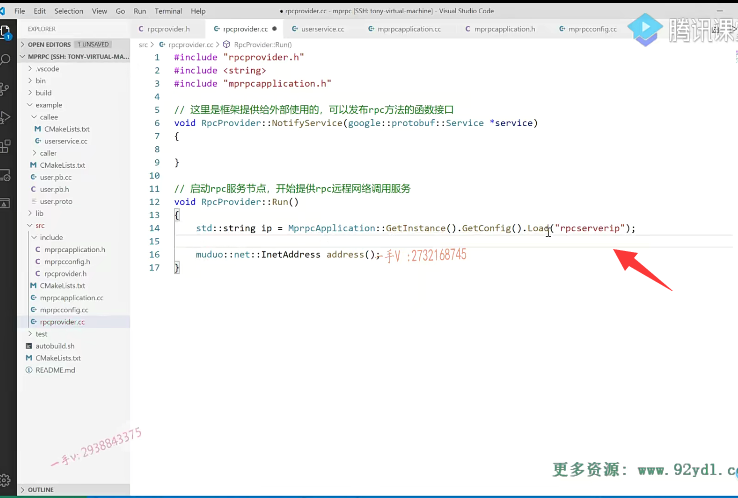 File Edit Selection View Go Run Terminal Help
● rpcprovider.cc - mprpc [SSH: tony-virtual-machine] - Visual Studio Code
腾讯课
EXPLORER
OPEN EDITORS 1 UNSAVED
MPRPC [SSH: TONY-VIRTUAL-MA...
.vscode
bin
build
example
callee
CMakeLists.txt
userservice.cc
caller
CMakeLists.txt
user.pb.cc
user.pb.h
user.proto
lib
src
include
mprpcapplication.h
mprpcconfig.h
rpcprovider.h
CMakeLists.txt
mprpcapplication.cc
mprpcconfig.cc
rpcprovider.cc
test
autobuild.sh
CMakeLists.txt
README.md
OUTLINE
rpcprovider.h rpcprovider.cc ● userservice.cc mprpcapplication.cc mprpcapplication.h mprpcconfig.cc
src > rpcprovider.cc > RpcProvider::Run()
1 #include "rpcprovider.h"
2 #include <string>
3 #include "mprpcapplication.h"
4
5 // 这里是框架提供给外部使用的，可以发布rpc方法的函数接口
6 void RpcProvider::NotifyService(google::protobuf::Service *service)
7 {
8
9 }
10
11 // 启动rpc服务节点，开始提供rpc远程网络调用服务
12 void RpcProvider::Run()
13 {
14 std::string ip = MprpcApplication::GetInstance().GetConfig().Load("rpcserverip");
15
16 muduo::net::InetAddress address();
17 }
一手V :2732168745
一手v:2938843375
更多资源: www.92ydl.c